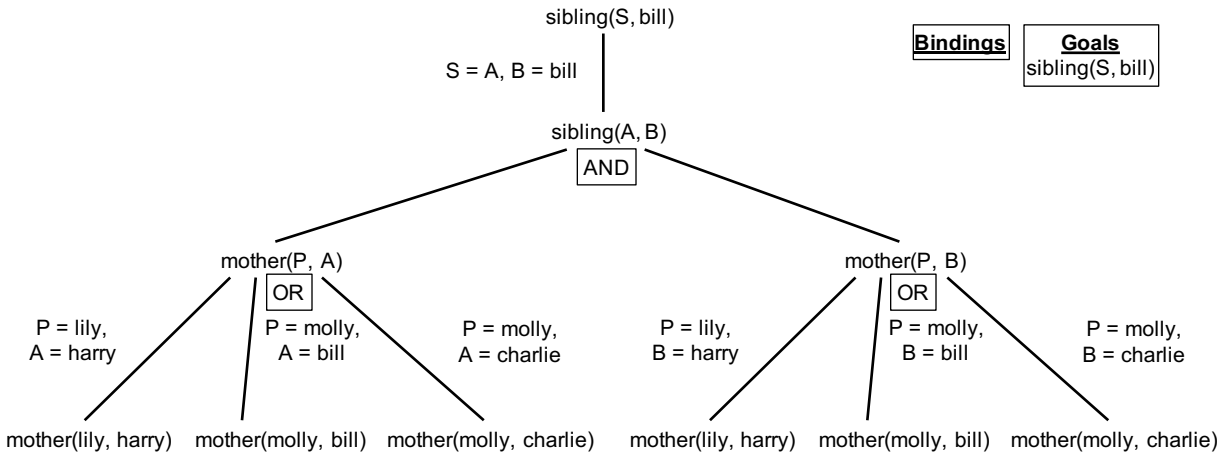 sibling(S, bill)
Bindings
Goals
sibling(S, bill)
S = A, B = bill
sibling(A, B)
AND
mother(P, A)
OR
mother(P, B)
OR
P = lily,
A = harry
P = molly,
A = bill
P = molly,
A = charlie
P = lily,
B = harry
P = molly,
B = bill
P = molly,
B = charlie
mother(lily, harry)
mother(molly, bill)
mother(molly, charlie)
mother(lily, harry)
mother(molly, bill)
mother(molly, charlie)